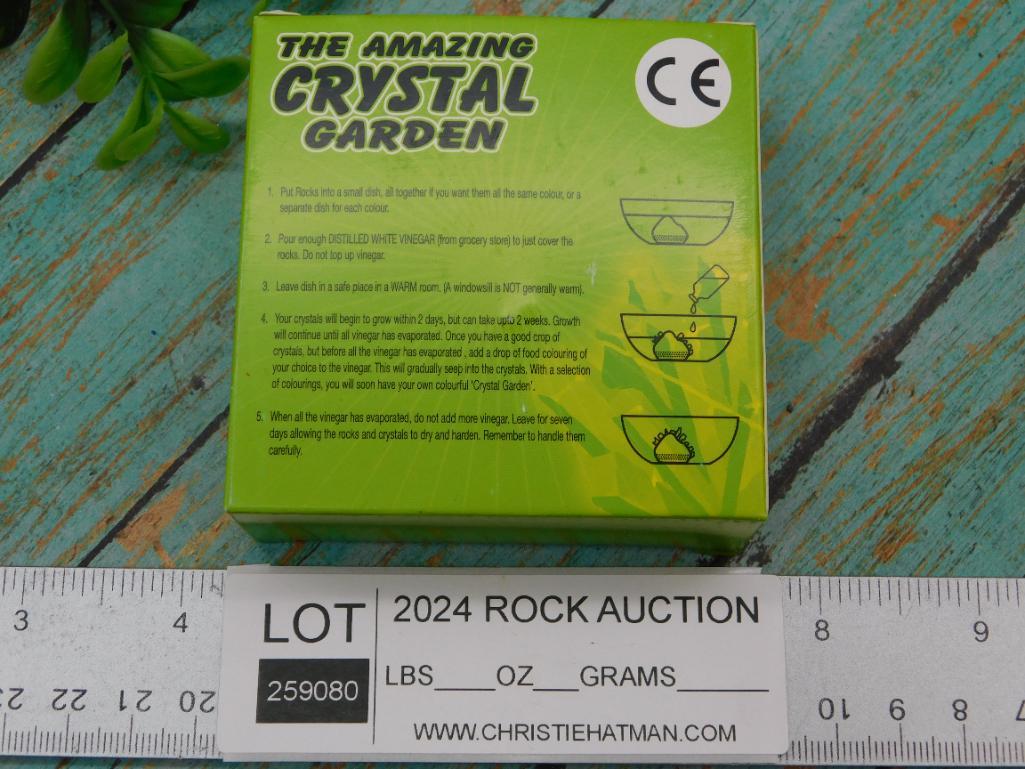 THE AMAZING
CRYSTAL
GARDEN
CE
1. Put Rocks into a small dish, all together if you want them all the same colour, or a
separate dish for each colour.
2. Pour enough DISTILLED WHITE VINEGAR (from grocery store) to just cover the
rocks. Do not top up vinegar.
3. Leave dish in a safe place in a WARM room. (A windowsill is NOT generally warm).
4. Your crystals will begin to grow within 2 days, but can take upto 2 weeks. Growth
will continue until all vinegar has evaporated. Once you have a good crop of
crystals, but before all the vinegar has evaporated , add a drop of food colouring of
your choice to the vinegar. This will gradually seep into the crystals. With a selection
of colourings, you will soon have your own colourful 'Crystal Garden'.
5. When all the vinegar has evaporated, do not add more vinegar. Leave for seven
days allowing the rocks and crystals to dry and harden. Remember to handle them
carefully.
3 4 8 9
23 22 21 20 10 9 8 7
LOT
259080
2024 ROCK AUCTION
LBS____OZ___GRAMS______
WWW.CHRISTIEHATMAN.COM